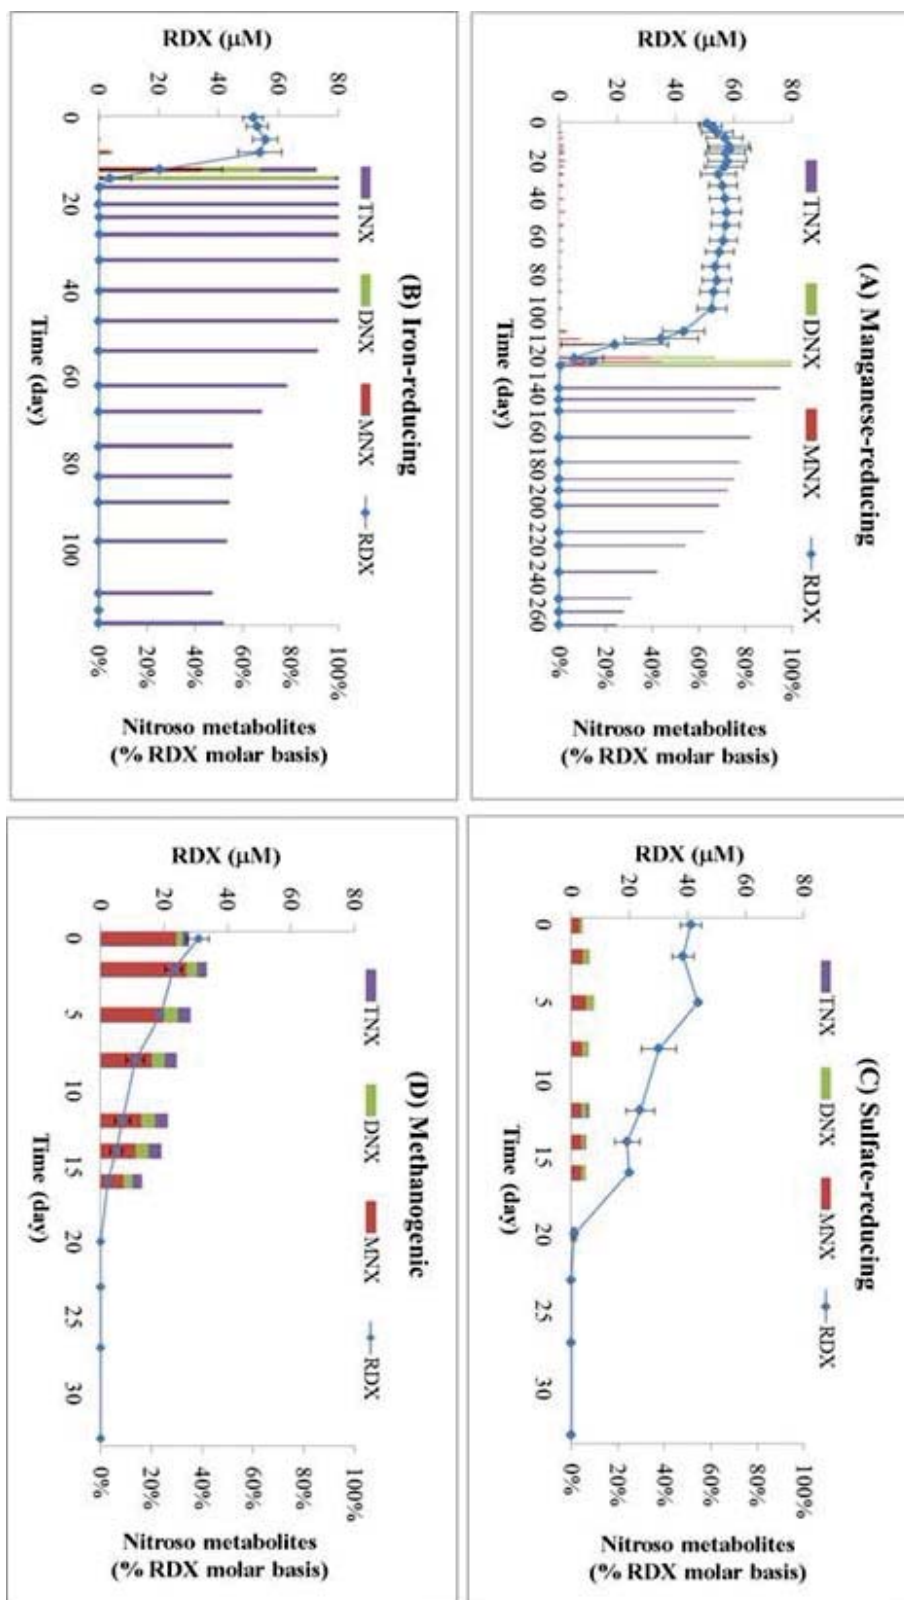 (A) Manganese-reducing
TNX DNX MNX RDX
RDX (µM)
80
60
40
20
0
100%
80%
60%
40%
20%
0%
Nitroso metabolites
(% RDX molar basis)
0 20 40 60 80 100 120 140 160 180 200 220 240 260
(B) Iron-reducing
TNX DNX MNX RDX
RDX (µM)
80
60
40
20
0
100%
80%
60%
40%
20%
0%
Nitroso metabolites
(% RDX molar basis)
0 20 40 60 80 100
Time (day)
(C) Sulfate-reducing
TNX DNX MNX RDX
RDX (µM)
80
60
40
20
0
100%
80%
60%
40%
20%
0%
Nitroso metabolites
(% RDX molar basis)
0 5 10 15 20 25 30
Time (day)
(D) Methanogenic
TNX DNX MNX RDX
RDX (µM)
80
60
40
20
0
100%
80%
60%
40%
20%
0%
Nitroso metabolites
(% RDX molar basis)
0 5 10 15 20 25 30
Time (day)